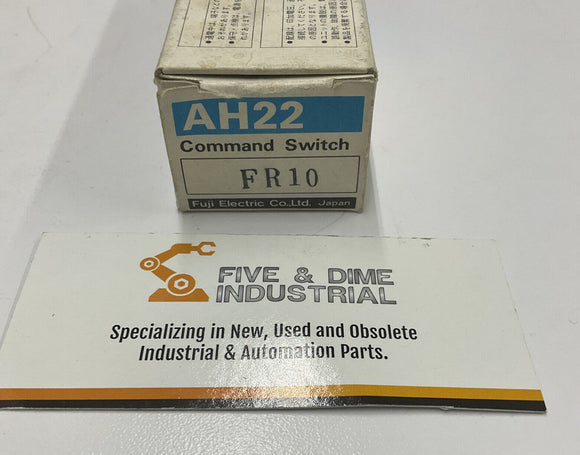 AH22
Command Switch
FR10
Fuji Electric Co.,Ltd. Japan
FIVE & DIME
INDUSTRIAL
Specializing in New, Used and Obsolete
Industrial & Automation Parts.